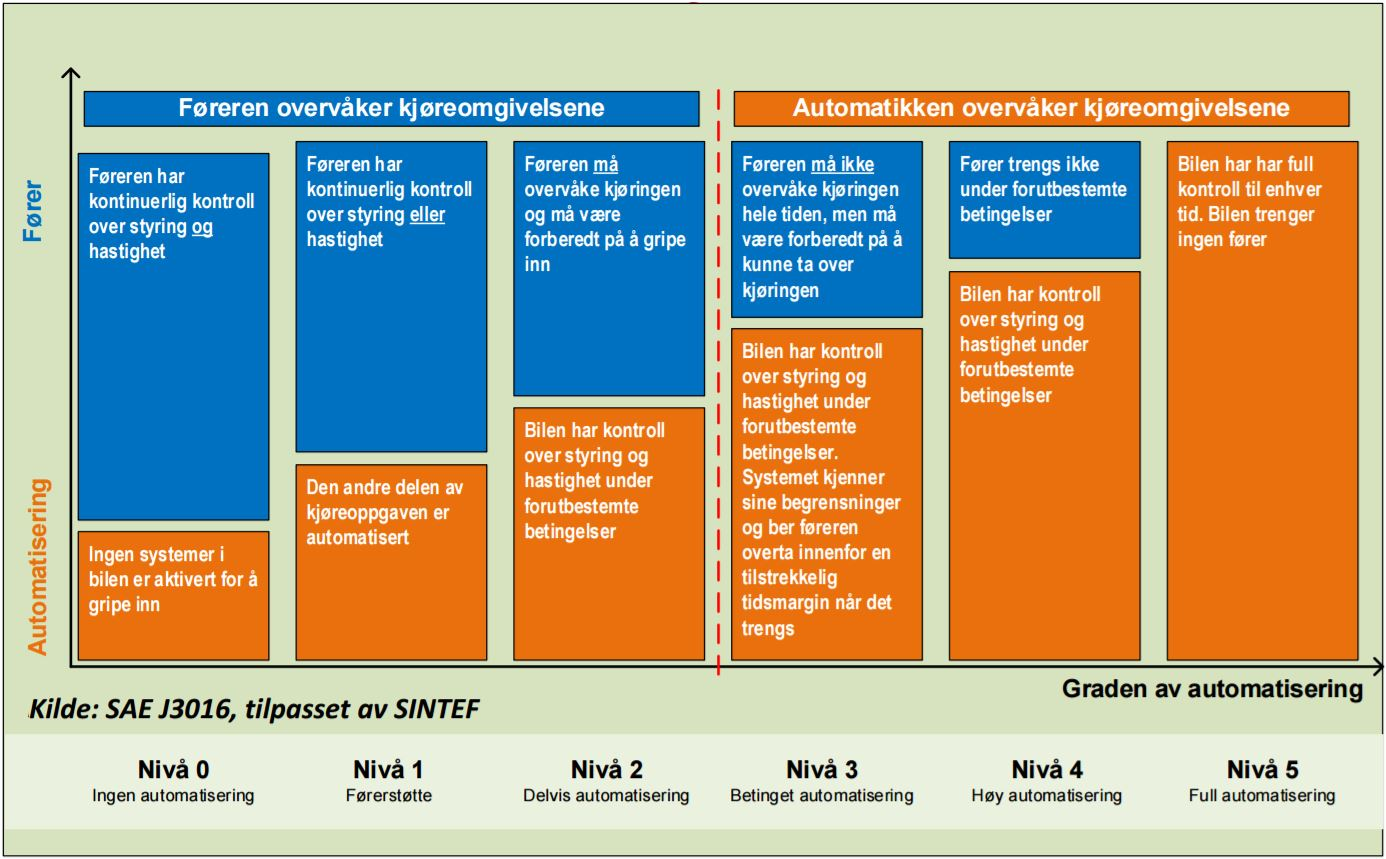 Føreren overvåker kjøreomgivelsene
Automatikken overvåker kjøreomgivelsene
Fører
Automatisering
Føreren har
kontinuerlig kontroll
over styring og
hastighet
Ingen systemer i
bilen er aktivert for å
gripe inn
Føreren har
kontinuerlig kontroll
over styring eller
hastighet
Den andre delen av
kjøreoppgaven er
automatisert
Føreren må
overvåke kjøringen
og må være
forberedt på å gripe
inn
Bilen har kontroll
over styring og
hastighet under
forutbestemte
betingelser
Føreren må ikke
overvåke kjøringen
hele tiden, men må
være forberedt på å
kunne ta over
kjøringen
Bilen har kontroll
over styring og
hastighet under
forutbestemte
betingelser.
Systemet kjenner
sine begrensninger
og ber føreren
overta innenfor en
tilstrekkelig
tidsmargin når det
trengs
Fører trengs ikke
under forutbestemte
betingelser
Bilen har kontroll
over styring og
hastighet under
forutbestemte
betingelser
Bilen har har full
kontroll til enhver
tid. Bilen trenger
ingen fører
Graden av automatisering
Kilde: SAE J3016, tilpasset av SINTEF
Nivå 0
Ingen automatisering
Nivå 1
Førerstøtte
Nivå 2
Delvis automatisering
Nivå 3
Betinget automatisering
Nivå 4
Høy automatisering
Nivå 5
Full automatisering